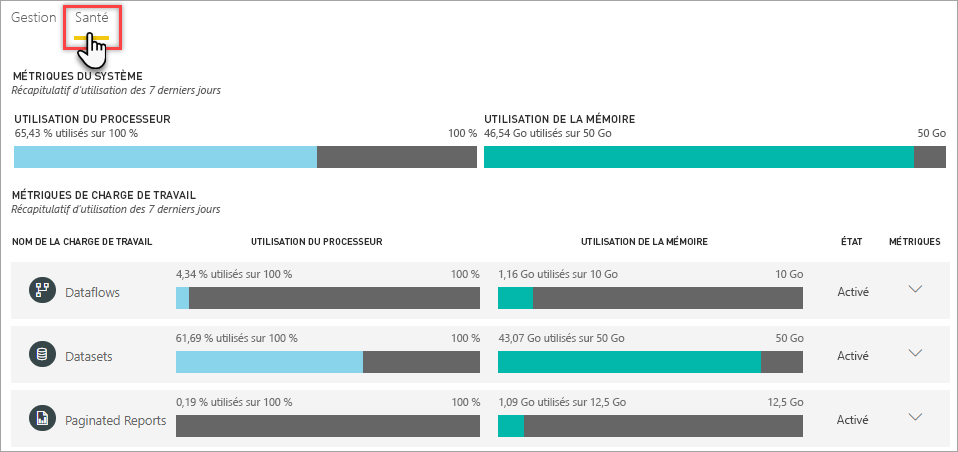 Gestion Santé
MÉTRIQUES DU SYSTÈME
Récapitulatif d'utilisation des 7 derniers jours
UTILISATION DU PROCESSEUR
65,43 % utilisés sur 100 % 100 %
UTILISATION DE LA MÉMOIRE
46,54 Go utilisés sur 50 Go 50 Go
MÉTRIQUES DE CHARGE DE TRAVAIL
Récapitulatif d'utilisation des 7 derniers jours
NOM DE LA CHARGE DE TRAVAIL UTILISATION DU PROCESSEUR UTILISATION DE LA MÉMOIRE ÉTAT MÉTRIQUES
4,34 % utilisés sur 100 % 100 % 1,16 Go utilisés sur 10 Go 10 Go
Dataflows Activé
61,69 % utilisés sur 100 % 100 % 43,07 Go utilisés sur 50 Go 50 Go
Datasets Activé
0,19 % utilisés sur 100 % 100 % 1,09 Go utilisés sur 12,5 Go 12,5 Go
Paginated Reports Activé